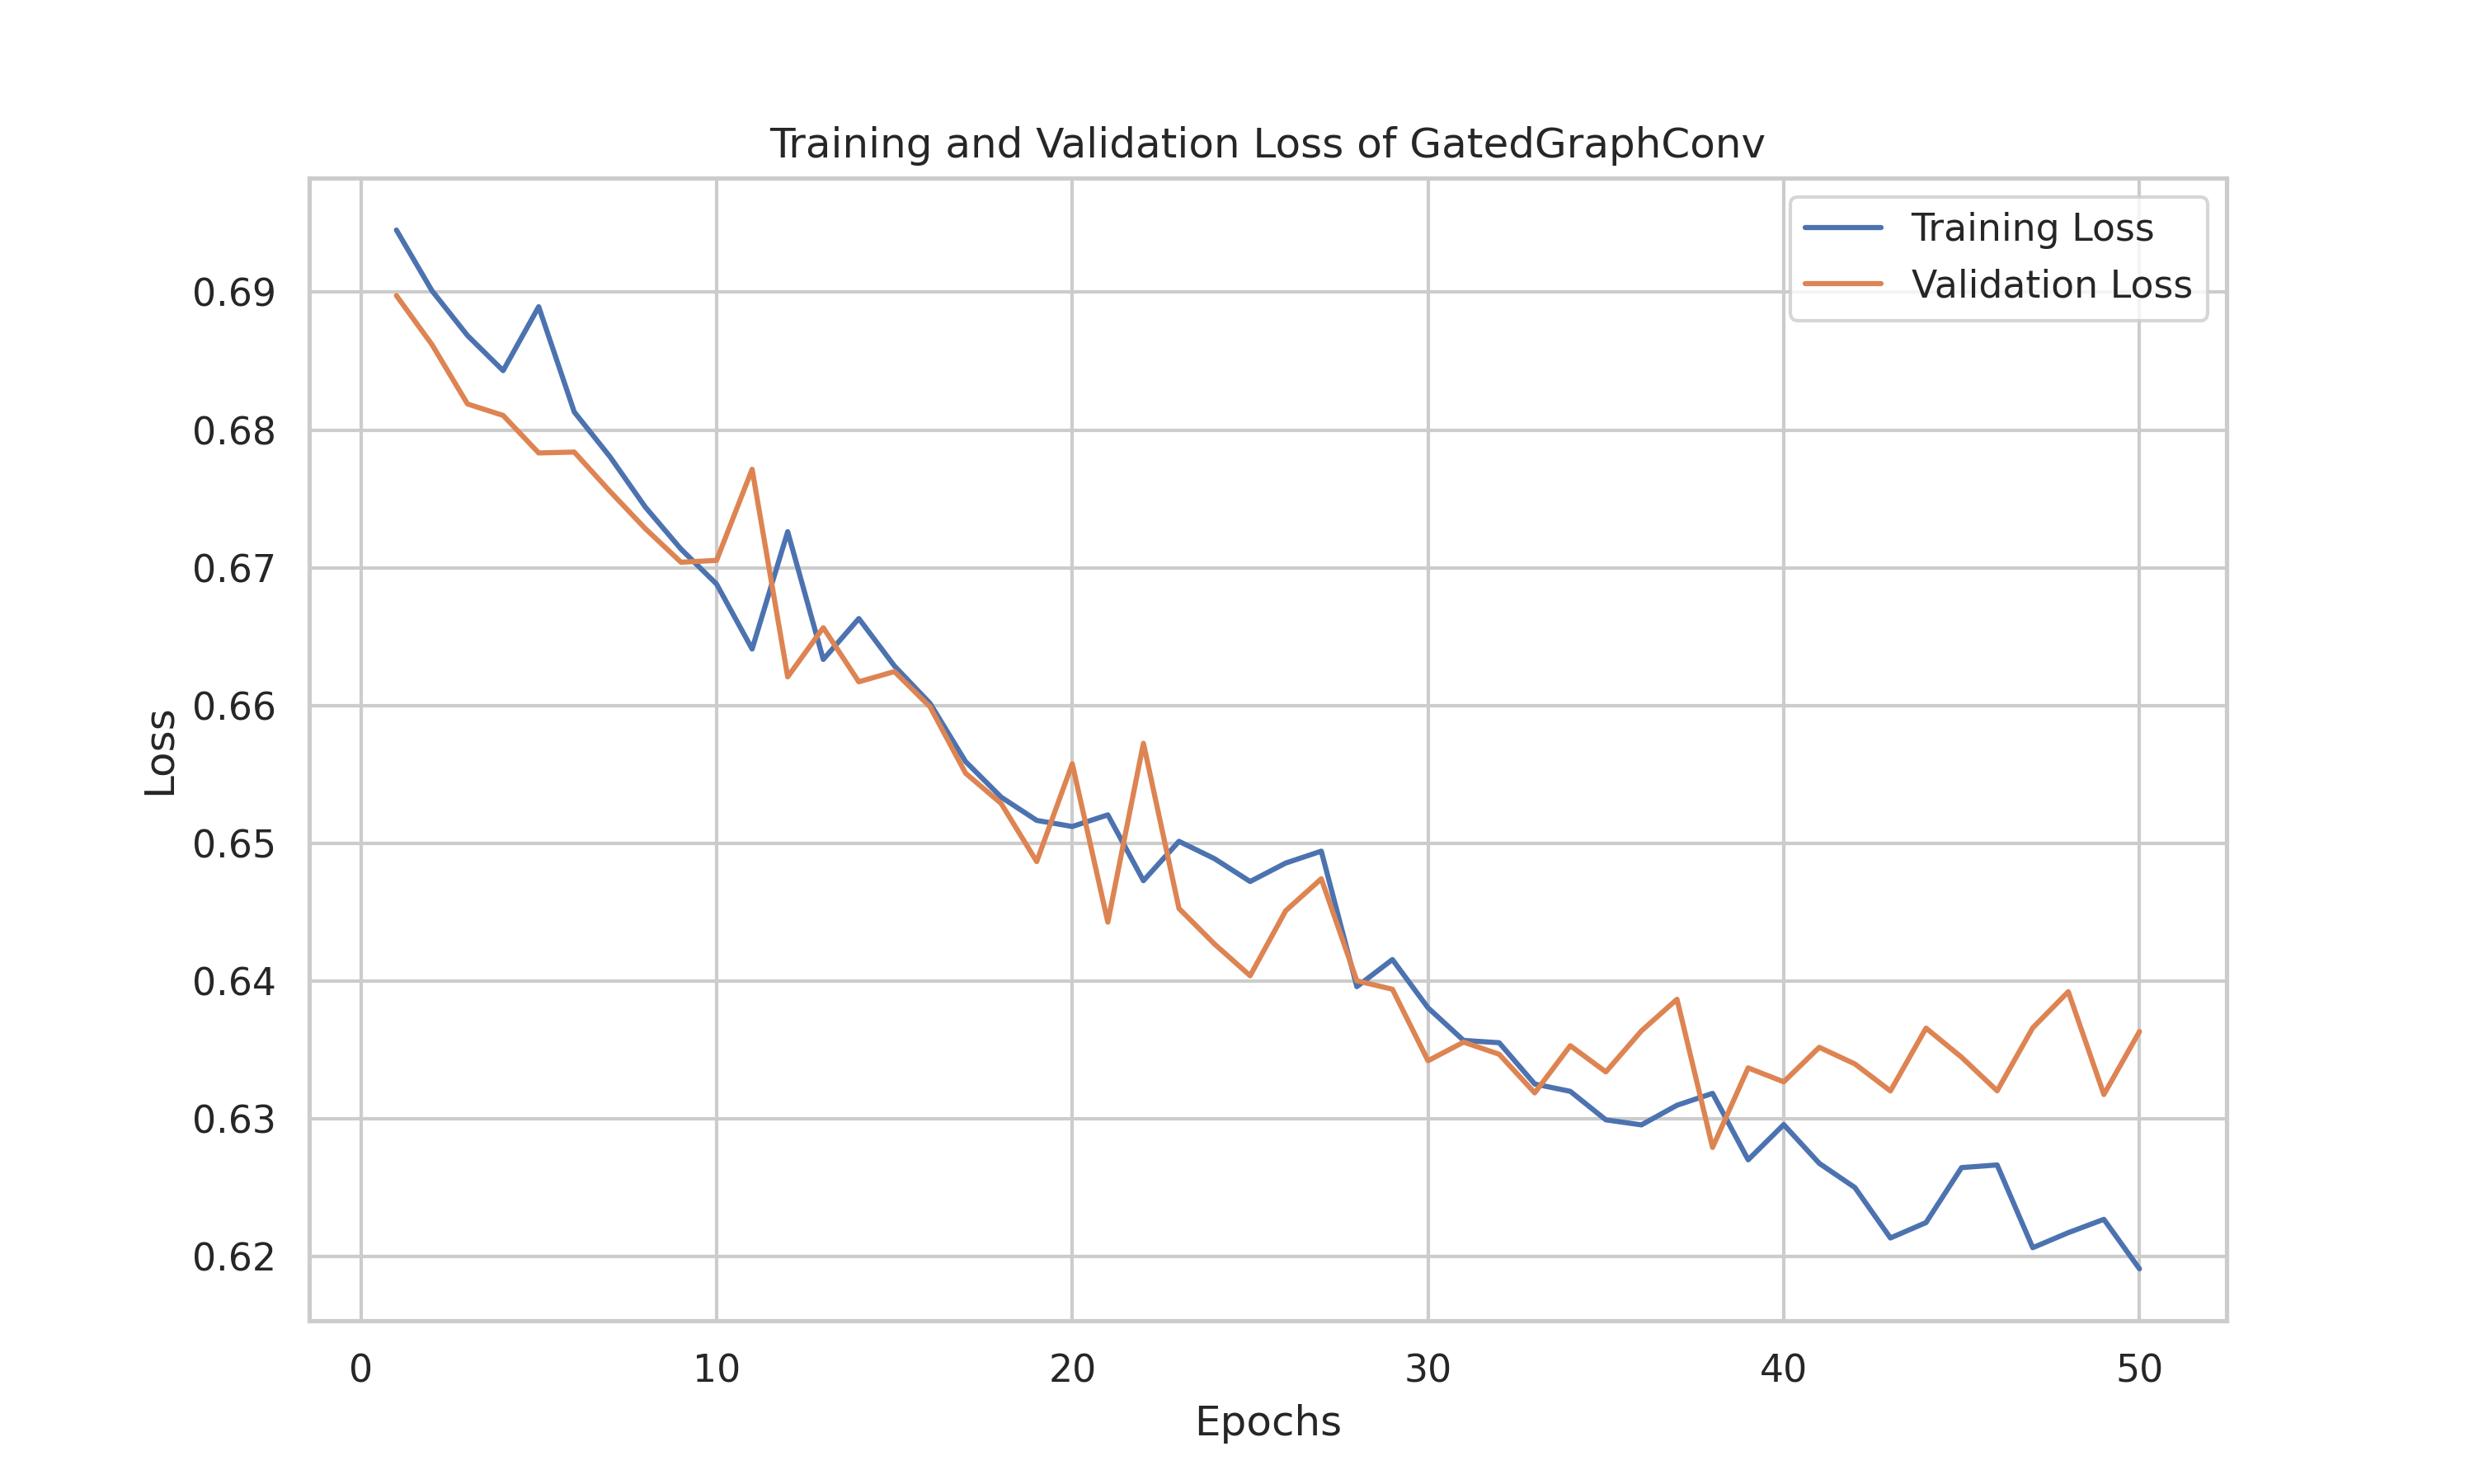 Training and Validation Loss of GatedGraphConv
Training Loss
Validation Loss
0.69
0.68
0.67
0.66
0.65
0.64
0.63
0.62
Loss
0 10 20 30 40 50
Epochs